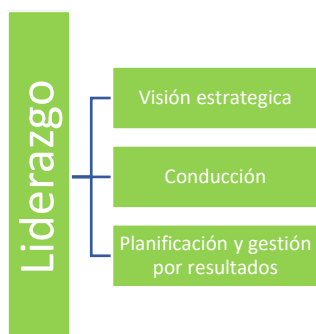 Liderazgo
Visión estrategica
Conducción
Planificación y gestión
por resultados